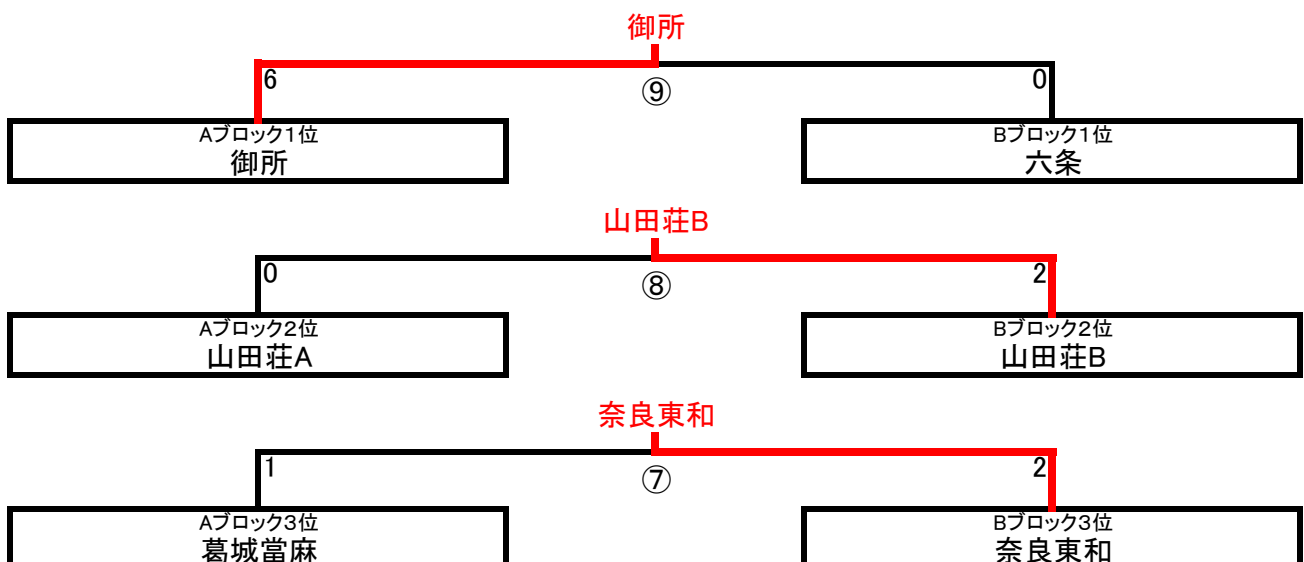 御所
6
0
⑨
Aブロック1位
御所
Bブロック1位
六条
山田荘B
0
2
⑧
Aブロック2位
山田荘A
Bブロック2位
山田荘B
奈良東和
1
2
⑦
Aブロック3位
葛城當麻
Bブロック3位
奈良東和